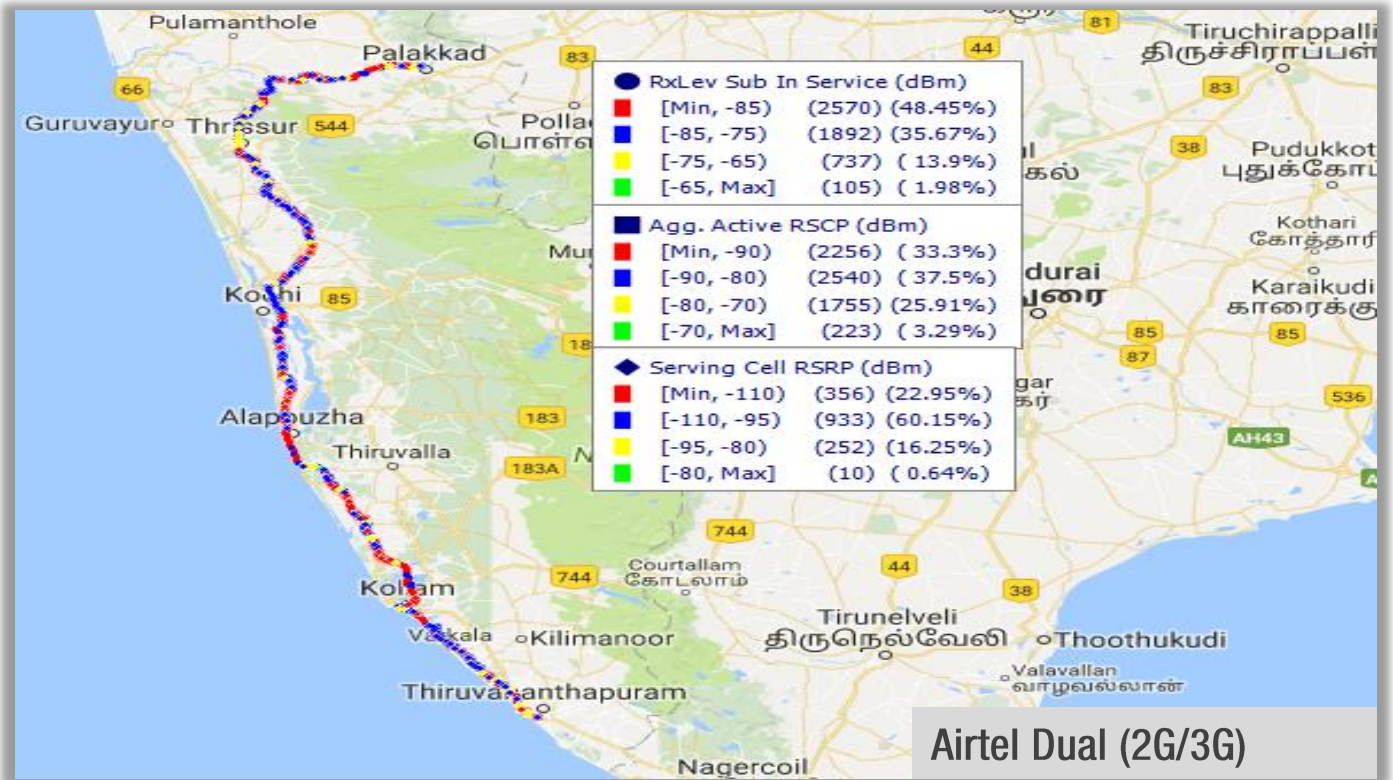 Pulamanthole
81
Tiruchirappalli
Palakkad
83
44
66
83
Guruvayur
Thrissur
544
38
Pudukkot
Kothari
Karaikudi
Kochi
85
85
85
87
RxLev Sub In Service (dBm)
[Min, -85) (2570) (48.45%)
[-85, -75) (1892) (35.67%)
[-75, -65) (737) ( 13.9%)
[-65, Max] (105) ( 1.98%)
Agg. Active RSCP (dBm)
[Min, -90) (2256) ( 33.3%)
[-90, -80) (2540) ( 37.5%)
[-80, -70) (1755) (25.91%)
[-70, Max] (223) ( 3.29%)
Serving Cell RSRP (dBm)
[Min, -110) (356) (22.95%)
[-110, -95) (933) (60.15%)
[-95, -80) (252) (16.25%)
[-80, Max] (10) ( 0.64%)
536
Alappuzha
183
AH43
Thiruvalla
183A
744
Courtallam
744
44
38
Kollam
Tirunelveli
திருநெல்வேலி
Varkala
Kilimanoor
Thoothukudi
Valavallan
வாழவல்லான்
Thiruvananthapuram
Airtel Dual (2G/3G)
Nagercoil